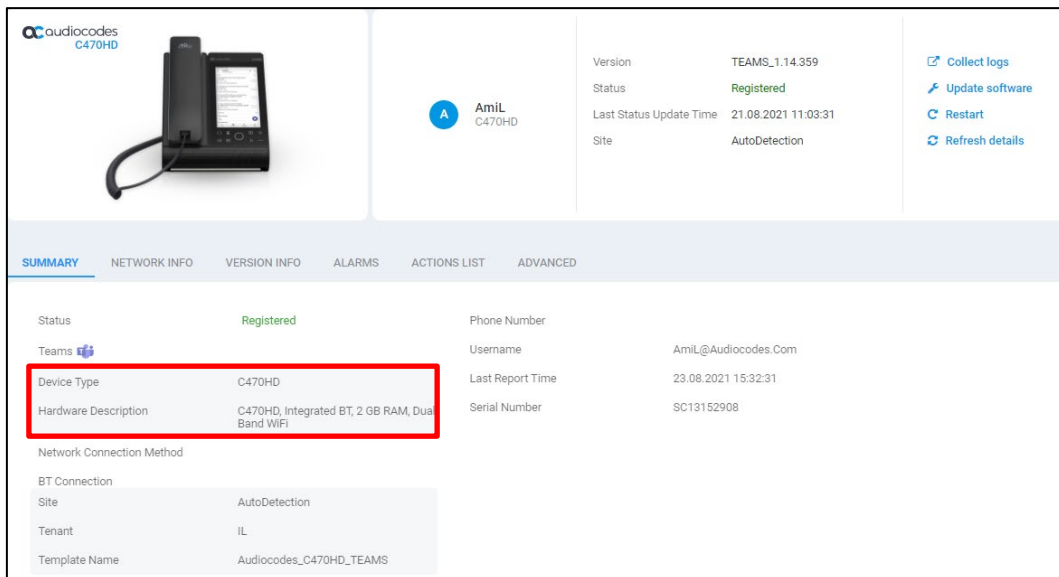 audiocodes
C470HD
A
AmiL
C470HD
Version TEAMS_1.14.359
Status Registered
Last Status Update Time 21.08.2021 11:03:31
Site AutoDetection
Collect logs
Update software
Restart
Refresh details
SUMMARY NETWORK INFO VERSION INFO ALARMS ACTIONS LIST ADVANCED
Status Registered
Teams
Device Type C470HD
Hardware Description C470HD, Integrated BT, 2 GB RAM, Dual
Band WiFi
Network Connection Method
BT Connection
Site AutoDetection
Tenant IL
Template Name Audiocodes_C470HD_TEAMS
Phone Number
Username AmiL@Audiocodes.Com
Last Report Time 23.08.2021 15:32:31
Serial Number SC13152908